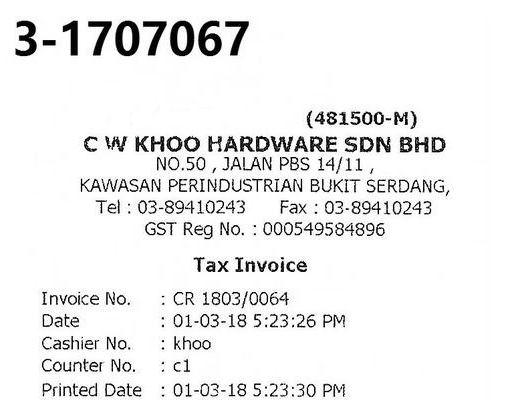 3-1707067
(481500-M)
C W KHOO HARDWARE SDN BHD
NO.50 , JALAN PBS 14/11 ,
KAWASAN PERINDUSTRIAN BUKIT SERDANG,
Tel : 03-89410243 Fax : 03-89410243
GST Reg No. : 000549584896
Tax Invoice
Invoice No. : CR 1803/0064
Date : 01-03-18 5:23:26 PM
Cashier No. : khoo
Counter No. : c1
Printed Date : 01-03-18 5:23:30 PM